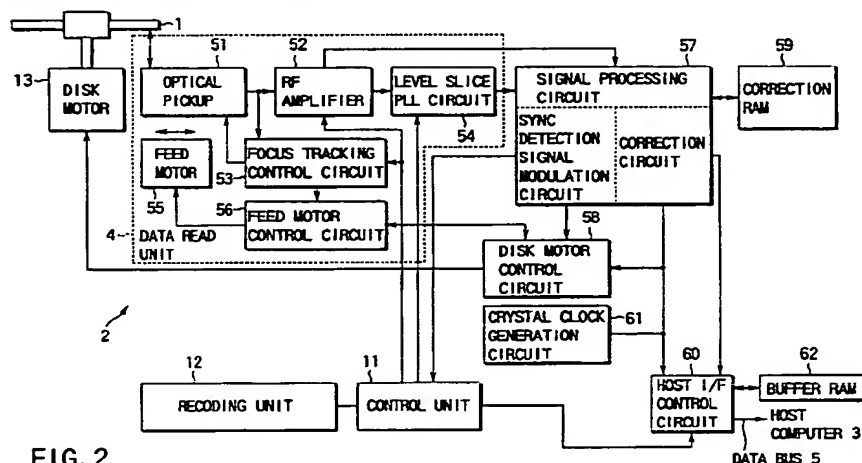 1
51
52
57
59
13
DISK
MOTOR
OPTICAL
PICKUP
RF
AMPLIFIER
LEVEL SLICE
PLL CIRCUIT
54
SIGNAL PROCESSING
CIRCUIT
SYNC
DETECTION
SIGNAL
MODULATION
CIRCUIT
CORRECTION
CIRCUIT
CORRECTION
RAM
FEED
MOTOR
55
53
FOCUS TRACKING
CONTROL CIRCUIT
56
FEED MOTOR
CONTROL CIRCUIT
4
DATA READ
UNIT
58
DISK MOTOR
CONTROL
CIRCUIT
2
CRYSTAL CLOCK
GENERATION
CIRCUIT
61
12
RECODING UNIT
11
CONTROL UNIT
60
HOST I/F
CONTROL
CIRCUIT
62
BUFFER RAM
HOST
COMPUTER 3
DATA BUS 5
FIG.2